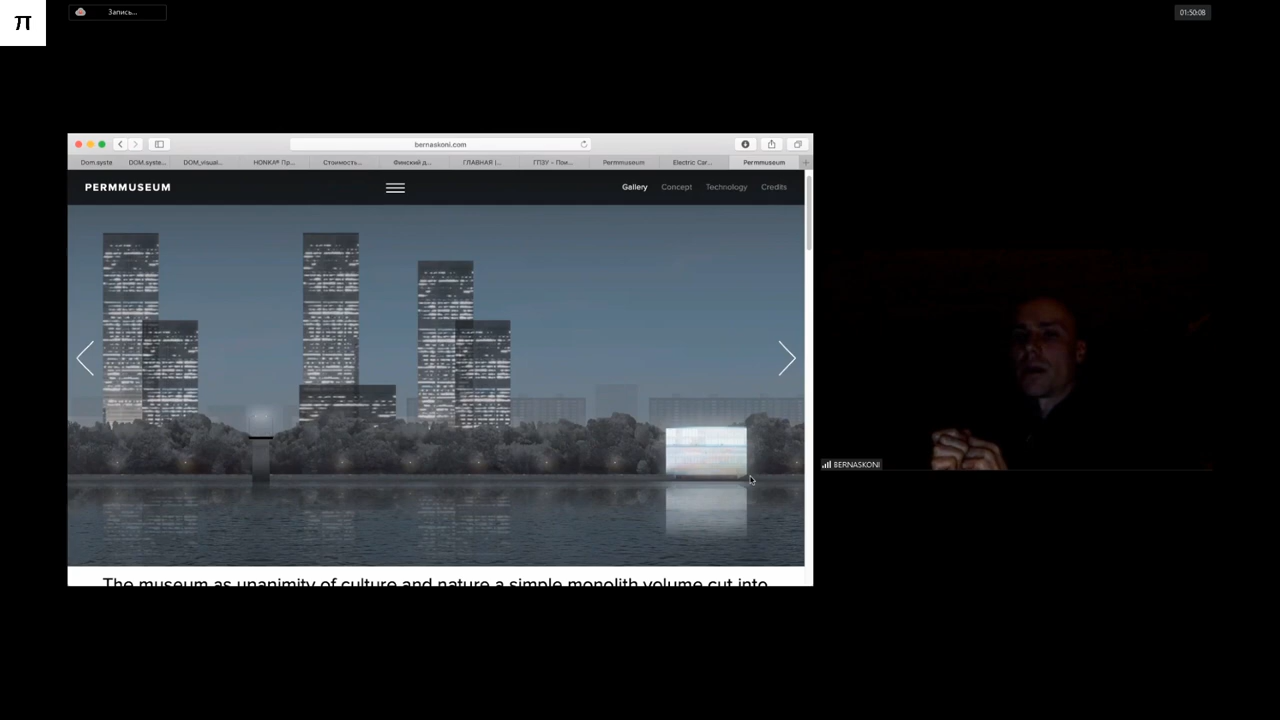 π
Запись...
01:50:08
bernaskoni.com
Dom.syste
DOM.syste...
DOM_visual...
HONKA® Пр...
Стоимость...
Финский д...
ГЛАВНАЯ |...
ГПЗУ – Пои...
Permmuseum
Electric Car...
Permmuseum
PERMMUSEUM
Gallery
Concept
Technology
Credits
BERNASKONI
The museum as unanimity of culture and nature a simple monolith volume cut into